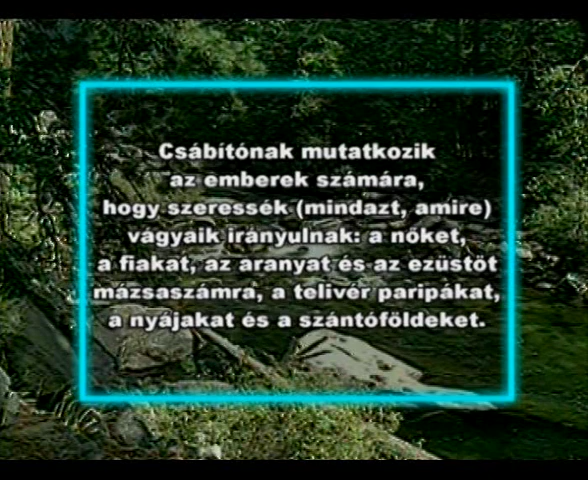 Csábítónak mutatkozik
az emberek számára,
hogy szeressék (mindazt, amire)
vágyaik irányulnak: a nőket,
a fiakat, az aranyat és az ezüstöt
mázsaszámra, a telivér paripákat,
a nyájakat és a szántóföldeket.